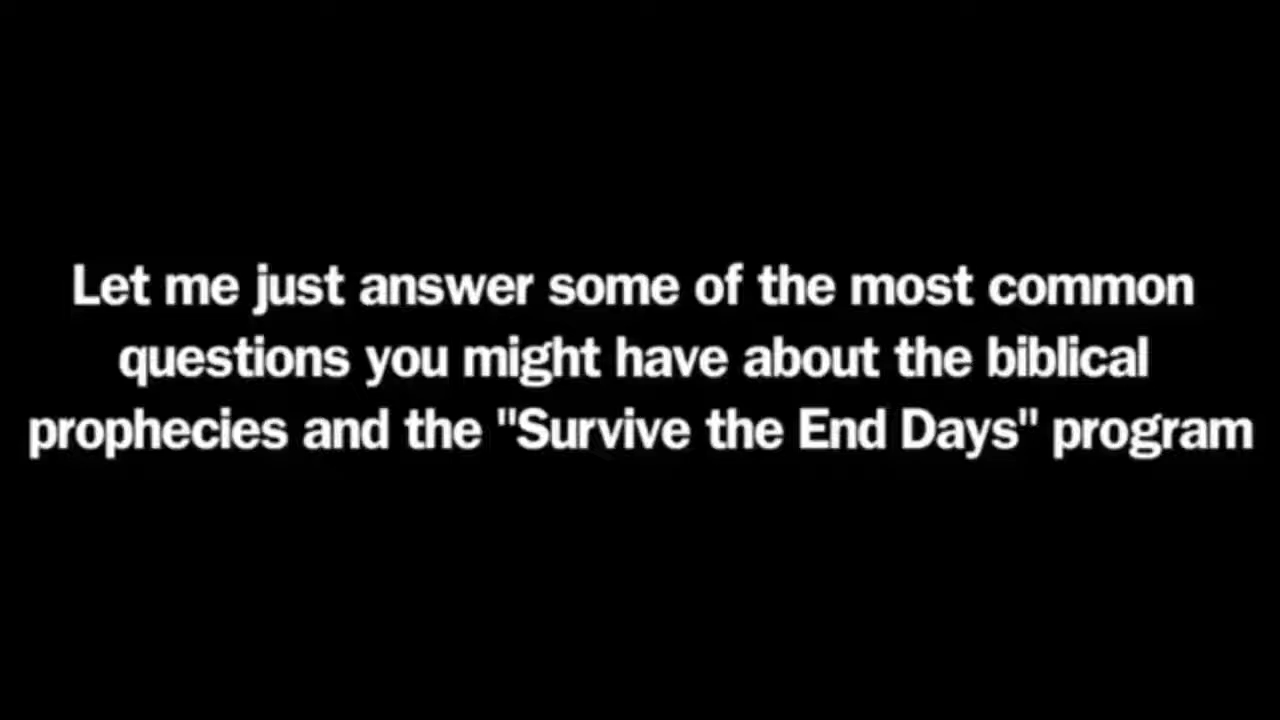 Let me just answer some of the most common
questions you might have about the biblical
prophecies and the "Survive the End Days" program